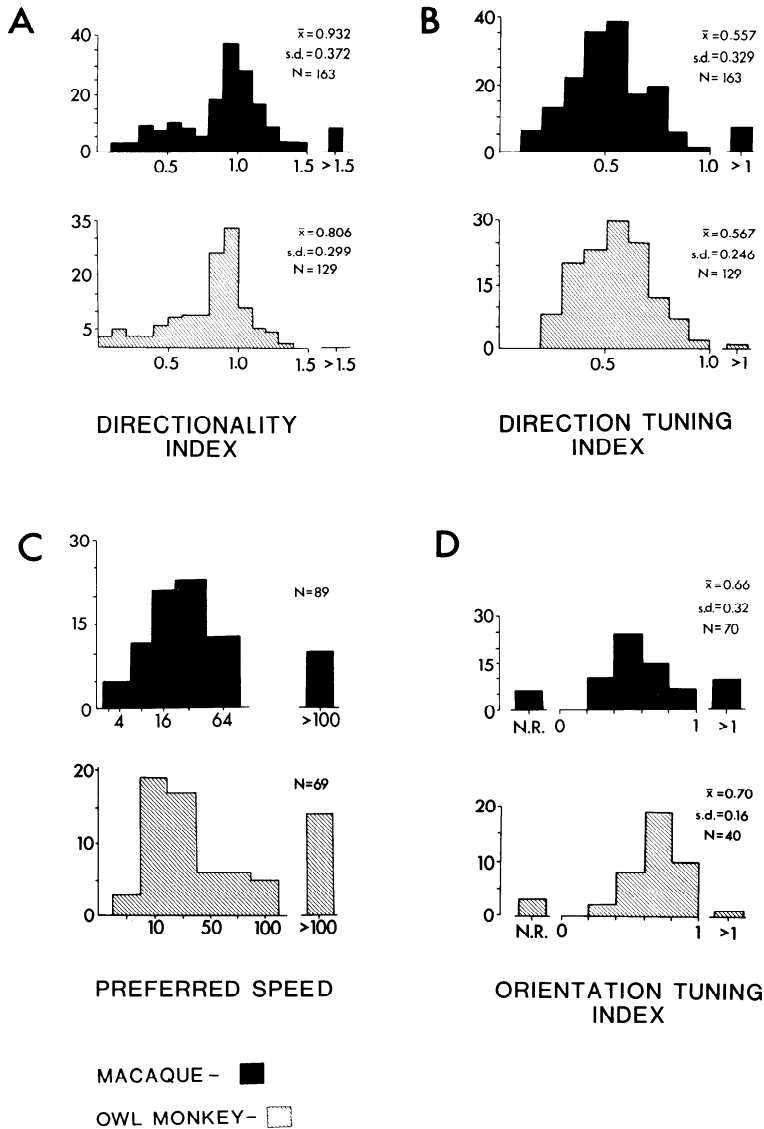 A
x̄=0.932
s.d.=0.372
N=163
40
20
0
0.5 1.0 1.5 >1.5
x̄=0.806
s.d.=0.299
N=129
35
20
5
0.5 1.0 1.5 >1.5
DIRECTIONALITY
INDEX
B
x̄=0.557
s.d.=0.329
N=163
40
20
0
0.5 1.0 >1
x̄=0.567
s.d.=0.246
N=129
30
15
0
0.5 1.0 >1
DIRECTION TUNING
INDEX
C
N=89
30
15
0
4 16 64 >100
N=69
20
10
0
10 50 100 >100
PREFERRED SPEED
D
x̄=0.66
s.d.=0.32
N=70
30
15
0
N.R. 0 1 >1
x̄=0.70
s.d.=0.16
N=40
20
10
0
N.R. 0 1 >1
ORIENTATION TUNING
INDEX
MACAQUE-
OWL MONKEY-